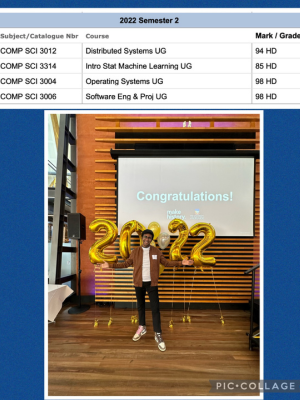 2022 Semester 2
Subject/Catalogue Nbr Course Mark / Grade
COMP SCI 3012 Distributed Systems UG 94 HD
COMP SCI 3314 Intro Stat Machine Learning UG 85 HD
COMP SCI 3004 Operating Systems UG 98 HD
COMP SCI 3006 Software Eng & Proj UG 98 HD
Congratulations!
make
history
2022
PIC•COLLAGE